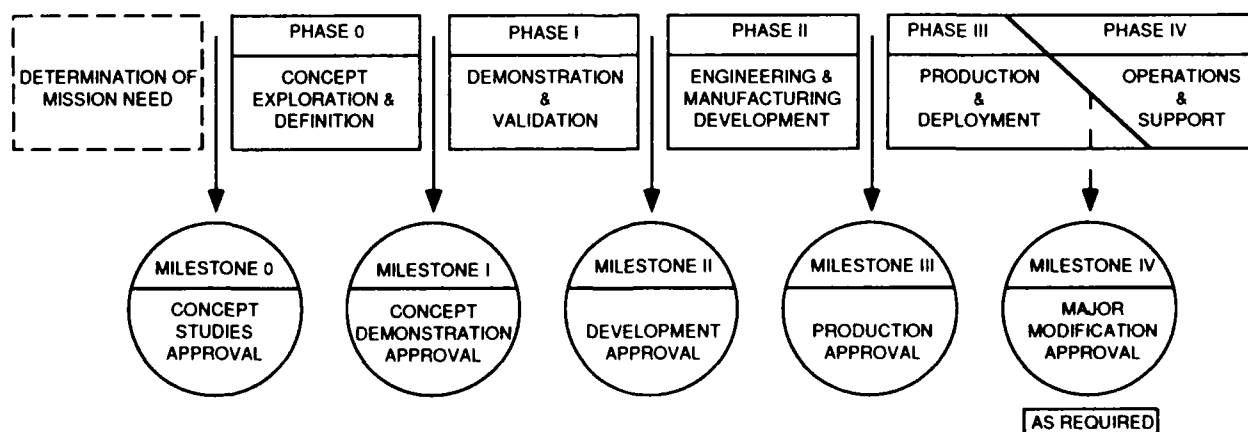 DETERMINATION OF
MISSION NEED
PHASE 0
CONCEPT
EXPLORATION &
DEFINITION
PHASE I
DEMONSTRATION
&
VALIDATION
PHASE II
ENGINEERING &
MANUFACTURING
DEVELOPMENT
PHASE III
PRODUCTION
&
DEPLOYMENT
PHASE IV
OPERATIONS
&
SUPPORT
MILESTONE 0
CONCEPT
STUDIES
APPROVAL
MILESTONE I
CONCEPT
DEMONSTRATION
APPROVAL
MILESTONE II
DEVELOPMENT
APPROVAL
MILESTONE III
PRODUCTION
APPROVAL
MILESTONE IV
MAJOR
MODIFICATION
APPROVAL
AS REQUIRED